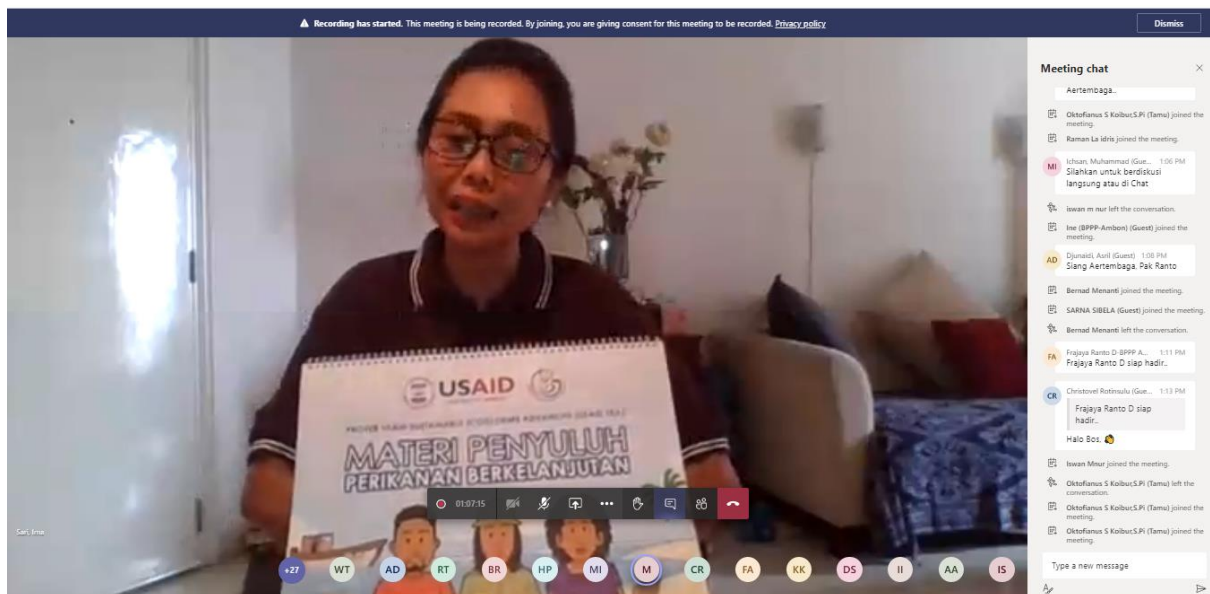 Recording has started. This meeting is being recorded. By joining, you are giving consent for this meeting to be recorded. Privacy policy
Dismiss
USAID
MATERI PENYULUH
PERIKANAN BERKELANJUTAN
01:07:15
Sari, Irna
+27 WT AD RT BR HP MI M CR FA KK DS II AA IS
Meeting chat
Aertembaga..
Oktofianus S Koibur,S.Pi (Tamu) joined the
meeting.
Raman La idris joined the meeting.
MI
Ichsan, Muhammad (Gue... 1:06 PM
Silahkan untuk berdiskusi
langsung atau di Chat
iswan m nur left the conversation.
Ine (BPPP-Ambon) (Guest) joined the
meeting.
AD
Djunaidi, Asril (Guest) 1:08 PM
Siang Aertembaga, Pak Ranto
Bernad Menanti joined the meeting.
SARNA SIBELA (Guest) joined the meeting.
Bernad Menanti left the conversation.
FA
Frajaya Ranto D-BPPP A... 1:11 PM
Frajaya Ranto D siap hadir..
CR
Christovel Rotinsulu (Gue... 1:13 PM
Frajaya Ranto D siap
hadir..
Halo Bos,
Iswan Mnur joined the meeting.
Oktofianus S Koibur,S.Pi (Tamu) left the
conversation.
Oktofianus S Koibur,S.Pi (Tamu) joined the
meeting.
Oktofianus S Koibur,S.Pi (Tamu) joined the
meeting.
Type a new message